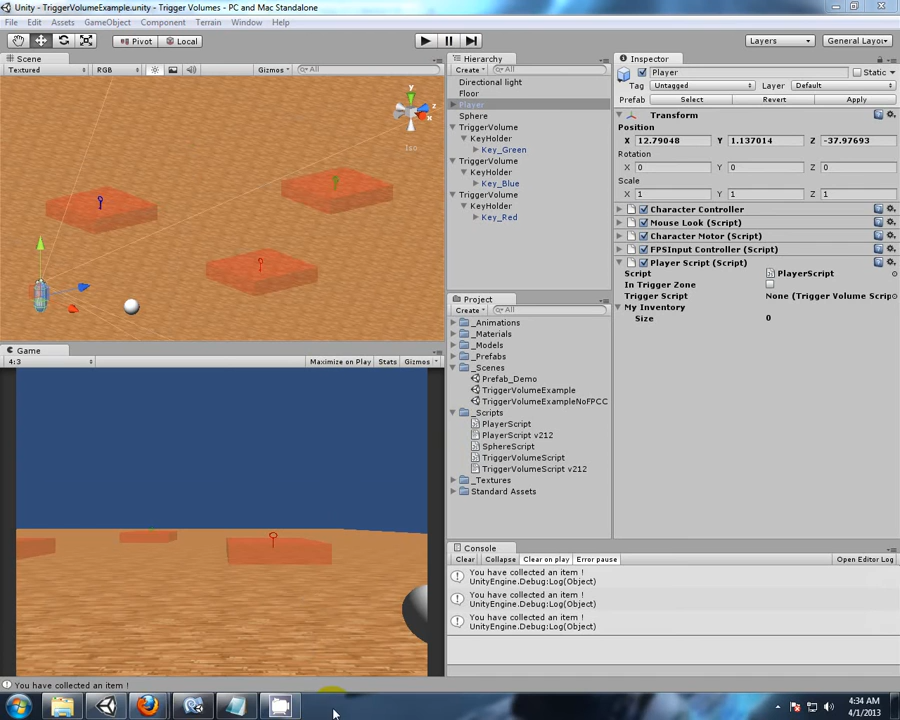 Unity - TriggerVolumeExample.unity - Trigger Volumes - PC and Mac Standalone
File Edit Assets GameObject Component Terrain Window Help
Pivot Local Layers General Layou
Scene
Textured RGB Gizmos All
y
x
Iso
Game
4:3 Maximize on Play Stats Gizmos
Hierarchy
Create All
Directional light
Floor
Player
Sphere
TriggerVolume
KeyHolder
Key_Green
TriggerVolume
KeyHolder
Key_Blue
TriggerVolume
KeyHolder
Key_Red
Project
Create All
_Animations
_Materials
_Models
_Prefabs
_Scenes
Prefab_Demo
TriggerVolumeExample
TriggerVolumeExampleNoFPCC
_Scripts
PlayerScript
PlayerScript v212
SphereScript
TriggerVolumeScript
TriggerVolumeScript v212
_Textures
Standard Assets
Inspector
Player Static
Tag Untagged Layer Default
Prefab Select Revert Apply
Transform
Position
X 12.79048 Y 1.137014 Z -37.97693
Rotation
X 0 Y 0 Z 0
Scale
X 1 Y 1 Z 1
Character Controller
Mouse Look (Script)
Character Motor (Script)
FPSInput Controller (Script)
Player Script (Script)
Script PlayerScript
In Trigger Zone
Trigger Script None (Trigger Volume Scrip
My Inventory
Size 0
Console
Clear Collapse Clear on play Error pause Open Editor Log
You have collected an item !
UnityEngine.Debug:Log(Object)
You have collected an item !
UnityEngine.Debug:Log(Object)
You have collected an item !
UnityEngine.Debug:Log(Object)
You have collected an item !
4:34 AM
4/1/2013